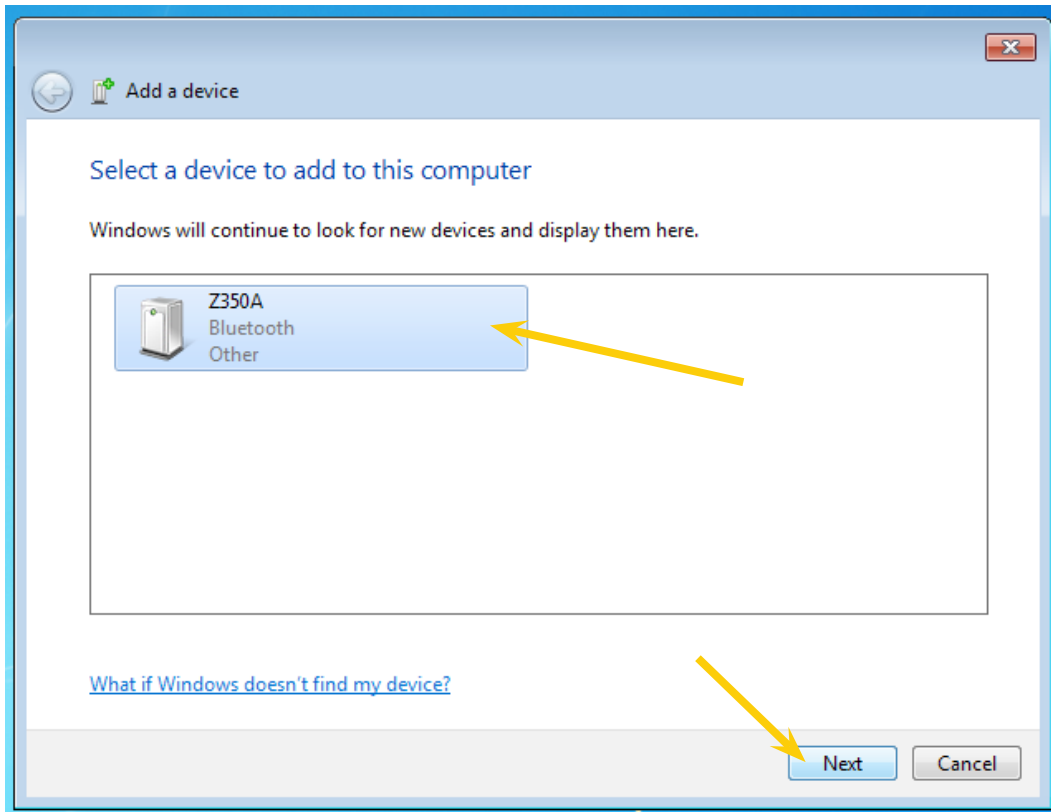 Add a device
Select a device to add to this computer
Windows will continue to look for new devices and display them here.
Z350A
Bluetooth
Other
What if Windows doesn't find my device?
Next
Cancel